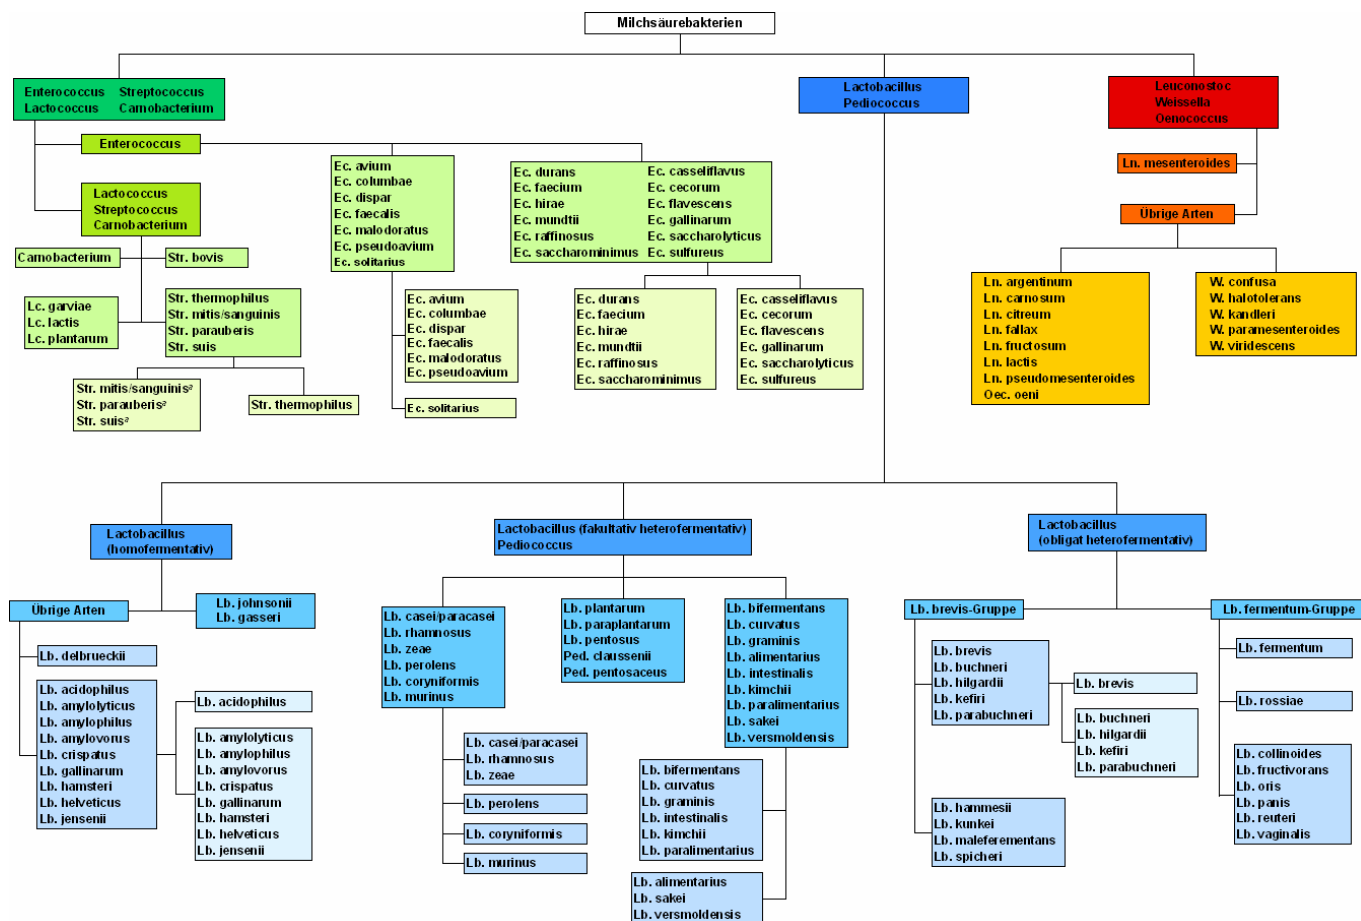 Milchsäurebakterien
Enterococcus Streptococcus
Lactococcus Carnobacterium
Lactobacillus
Pediococcus
Leuconostoc
Weissella
Oenococcus
Enterococcus
Lactococcus
Streptococcus
Carnobacterium
Carnobacterium
Str. bovis
Lc. garviae
Lc. lactis
Lc. plantarum
Str. thermophilus
Str. mitis/sanguinis
Str. parauberis
Str. suis
Str. mitis/sanguinis²
Str. parauberis²
Str. suis²
Str. thermophilus
Ec. avium
Ec. columbae
Ec. dispar
Ec. faecalis
Ec. malodoratus
Ec. pseudoavium
Ec. solitarius
Ec. avium
Ec. columbae
Ec. dispar
Ec. faecalis
Ec. malodoratus
Ec. pseudoavium
Ec. solitarius
Ec. durans Ec. casseliflavus
Ec. faecium Ec. cecorum
Ec. hirae Ec. flavescens
Ec. mundtii Ec. gallinarum
Ec. raffinosus Ec. saccharolyticus
Ec. saccharominimus Ec. sulfureus
Ec. durans
Ec. faecium
Ec. hirae
Ec. mundtii
Ec. raffinosus
Ec. saccharominimus
Ec. casseliflavus
Ec. cecorum
Ec. flavescens
Ec. gallinarum
Ec. saccharolyticus
Ec. sulfureus
Ln. mesenteroides
Übrige Arten
Ln. argentinum
Ln. carnosum
Ln. citreum
Ln. fallax
Ln. fructosum
Ln. lactis
Ln. pseudomesenteroides
Oec. oeni
W. confusa
W. halotolerans
W. kandleri
W. paramesenteroides
W. viridescens
Lactobacillus
(homofermentativ)
Übrige Arten
Lb. johnsonii
Lb. gasseri
Lb. delbrueckii
Lb. acidophilus
Lb. amylolyticus
Lb. amylophilus
Lb. amylovorus
Lb. crispatus
Lb. gallinarum
Lb. hamsteri
Lb. helveticus
Lb. jensenii
Lb. acidophilus
Lb. amylolyticus
Lb. amylophilus
Lb. amylovorus
Lb. crispatus
Lb. gallinarum
Lb. hamsteri
Lb. helveticus
Lb. jensenii
Lactobacillus (fakultativ heterofermentativ)
Pediococcus
Lb. casei/paracasei
Lb. rhamnosus
Lb. zeae
Lb. perolens
Lb. coryniformis
Lb. murinus
Lb. casei/paracasei
Lb. rhamnosus
Lb. zeae
Lb. perolens
Lb. coryniformis
Lb. murinus
Lb. plantarum
Lb. paraplantarum
Lb. pentosus
Ped. claussenii
Ped. pentosaceus
Lb. bifermentans
Lb. curvatus
Lb. graminis
Lb. alimentarius
Lb. intestinalis
Lb. kimchii
Lb. paralimentarius
Lb. sakei
Lb. versmoldensis
Lb. bifermentans
Lb. curvatus
Lb. graminis
Lb. intestinalis
Lb. kimchii
Lb. paralimentarius
Lb. alimentarius
Lb. sakei
Lb. versmoldensis
Lactobacillus
(obligat heterofermentativ)
Lb. brevis-Gruppe
Lb. brevis
Lb. buchneri
Lb. hilgardii
Lb. kefiri
Lb. parabuchneri
Lb. brevis
Lb. buchneri
Lb. hilgardii
Lb. kefiri
Lb. parabuchneri
Lb. hammesii
Lb. kunkei
Lb. maleferementans
Lb. spicheri
Lb. fermentum-Gruppe
Lb. fermentum
Lb. rossiae
Lb. collinoides
Lb. fructivorans
Lb. oris
Lb. panis
Lb. reuteri
Lb. vaginalis